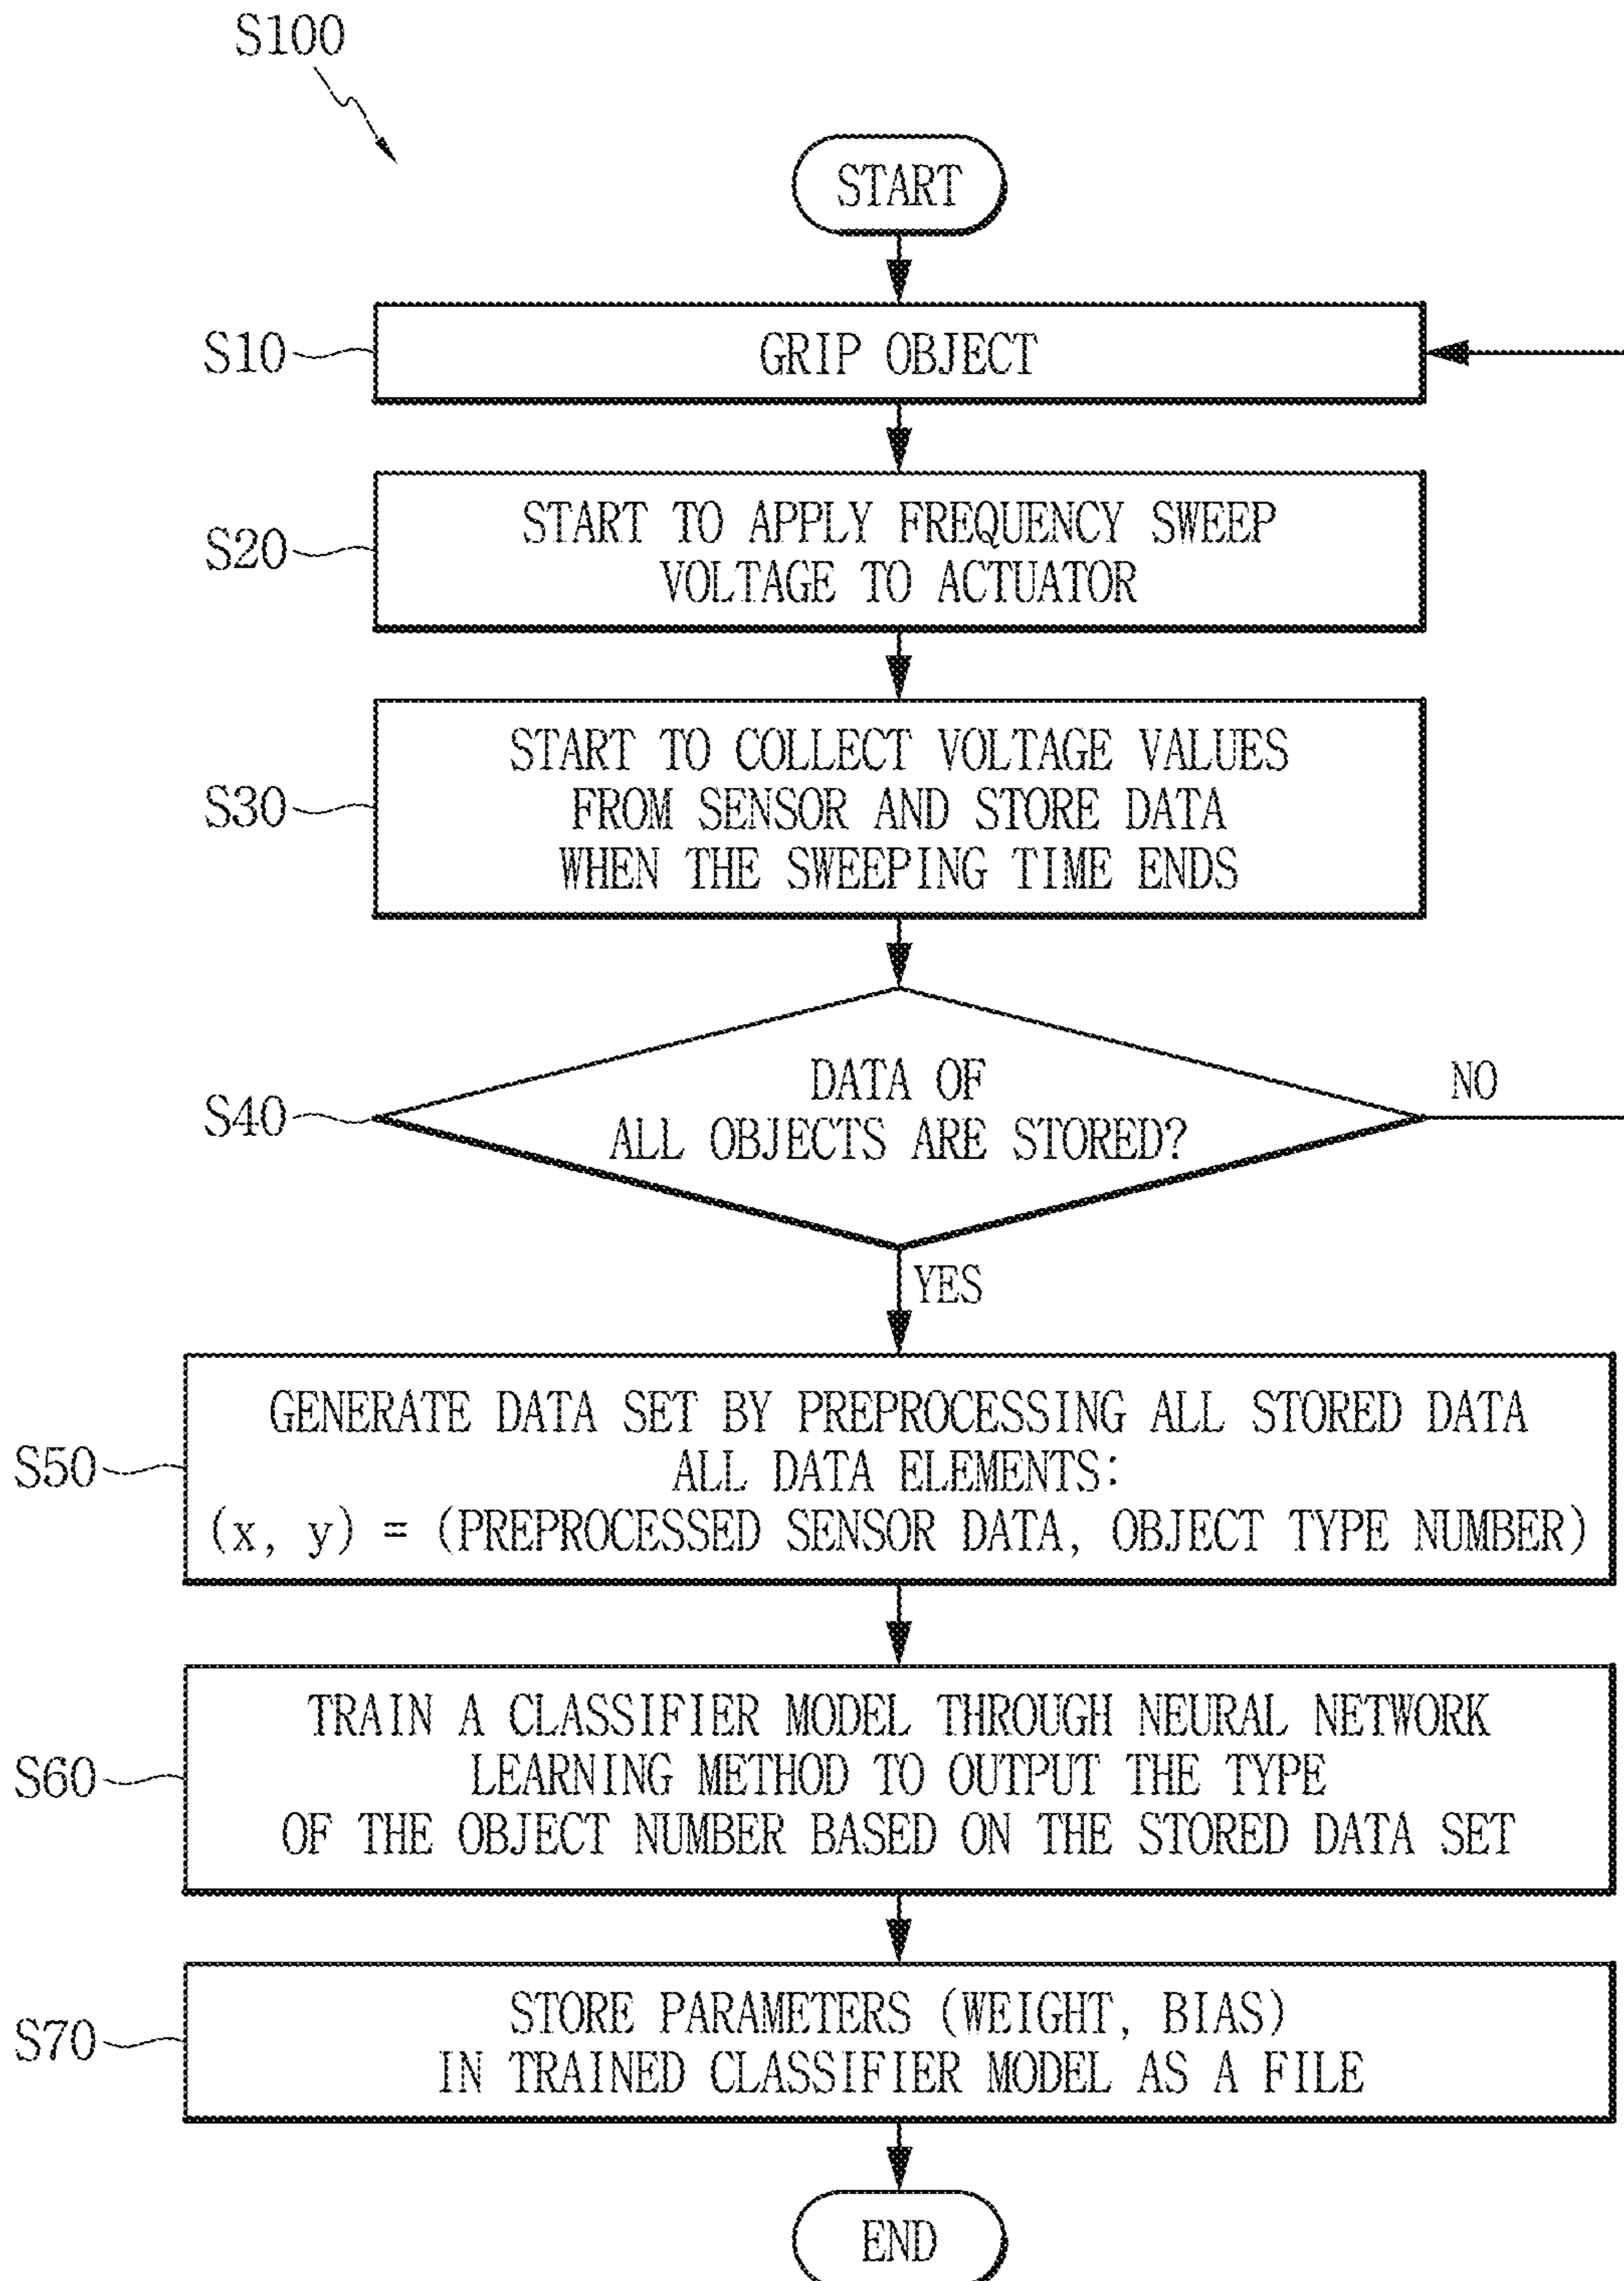 S100
START
S10
GRIP OBJECT
S20
START TO APPLY FREQUENCY SWEEP
VOLTAGE TO ACTUATOR
S30
START TO COLLECT VOLTAGE VALUES
FROM SENSOR AND STORE DATA
WHEN THE SWEEPING TIME ENDS
S40
DATA OF
ALL OBJECTS ARE STORED?
NO
YES
S50
GENERATE DATA SET BY PREPROCESSING ALL STORED DATA
ALL DATA ELEMENTS:
(x, y) = (PREPROCESSED SENSOR DATA, OBJECT TYPE NUMBER)
S60
TRAIN A CLASSIFIER MODEL THROUGH NEURAL NETWORK
LEARNING METHOD TO OUTPUT THE TYPE
OF THE OBJECT NUMBER BASED ON THE STORED DATA SET
S70
STORE PARAMETERS (WEIGHT, BIAS)
IN TRAINED CLASSIFIER MODEL AS A FILE
END